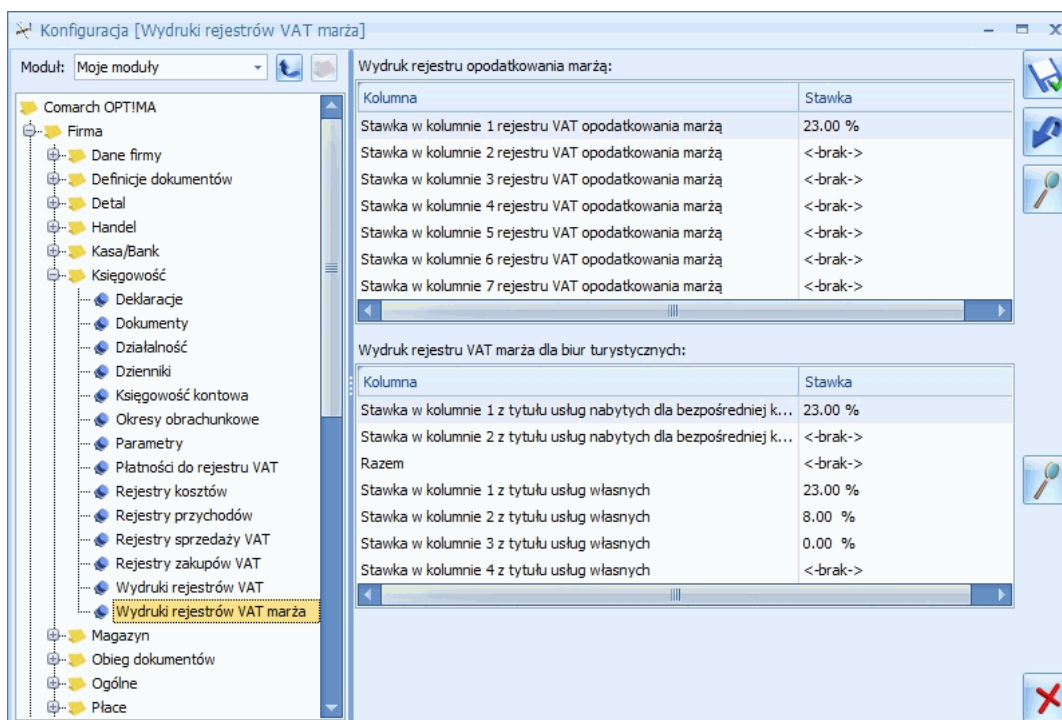 Konfiguracja [Wydruki rejestrów VAT marża]
Moduł: Moje moduły
Comarch OPT!MA
Firma
Dane firmy
Definicje dokumentów
Detal
Handel
Kasa/Bank
Księgowość
Deklaracje
Dokumenty
Działalność
Dzienniki
Księgowość kontowa
Okresy obrachunkowe
Parametry
Płatności do rejestru VAT
Rejestry kosztów
Rejestry przychodów
Rejestry sprzedaży VAT
Rejestry zakupów VAT
Wydruki rejestrów VAT
Wydruki rejestrów VAT marża
Magazyn
Obieg dokumentów
Ogólne
Płace
Wydruk rejestru opodatkowania marżą:
Kolumna Stawka
Stawka w kolumnie 1 rejestru VAT opodatkowania marżą 23.00 %
Stawka w kolumnie 2 rejestru VAT opodatkowania marżą <-brak->
Stawka w kolumnie 3 rejestru VAT opodatkowania marżą <-brak->
Stawka w kolumnie 4 rejestru VAT opodatkowania marżą <-brak->
Stawka w kolumnie 5 rejestru VAT opodatkowania marżą <-brak->
Stawka w kolumnie 6 rejestru VAT opodatkowania marżą <-brak->
Stawka w kolumnie 7 rejestru VAT opodatkowania marżą <-brak->
Wydruk rejestru VAT marża dla biur turystycznych:
Kolumna Stawka
Stawka w kolumnie 1 z tytułu usług nabytych dla bezpośredniej k... 23.00 %
Stawka w kolumnie 2 z tytułu usług nabytych dla bezpośredniej k... <-brak->
Razem <-brak->
Stawka w kolumnie 1 z tytułu usług własnych 23.00 %
Stawka w kolumnie 2 z tytułu usług własnych 8.00 %
Stawka w kolumnie 3 z tytułu usług własnych 0.00 %
Stawka w kolumnie 4 z tytułu usług własnych <-brak->